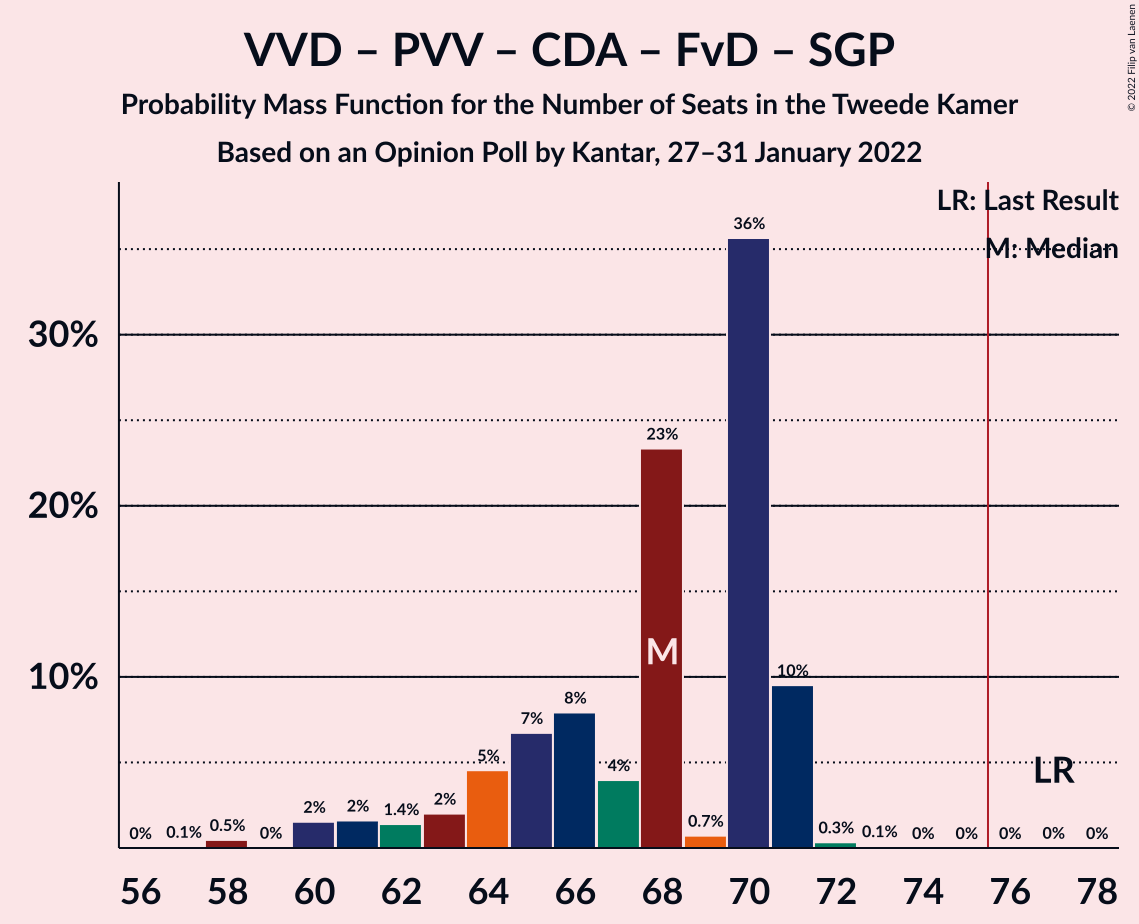 VVD – PVV – CDA – FvD – SGP
Probability Mass Function for the Number of Seats in the Tweede Kamer
Based on an Opinion Poll by Kantar, 27–31 January 2022
© 2022 Filip van Laenen
LR: Last Result
M: Median
36%
30%
23%
20%
M
10%
10%
8%
7%
5%
4%
LR
2%
2%
2%
1.4%
0%
0.1%
0.5%
0%
0.7%
0.3%
0.1%
0%
0%
0%
0%
0%
56 58 60 62 64 66 68 70 72 74 76 78